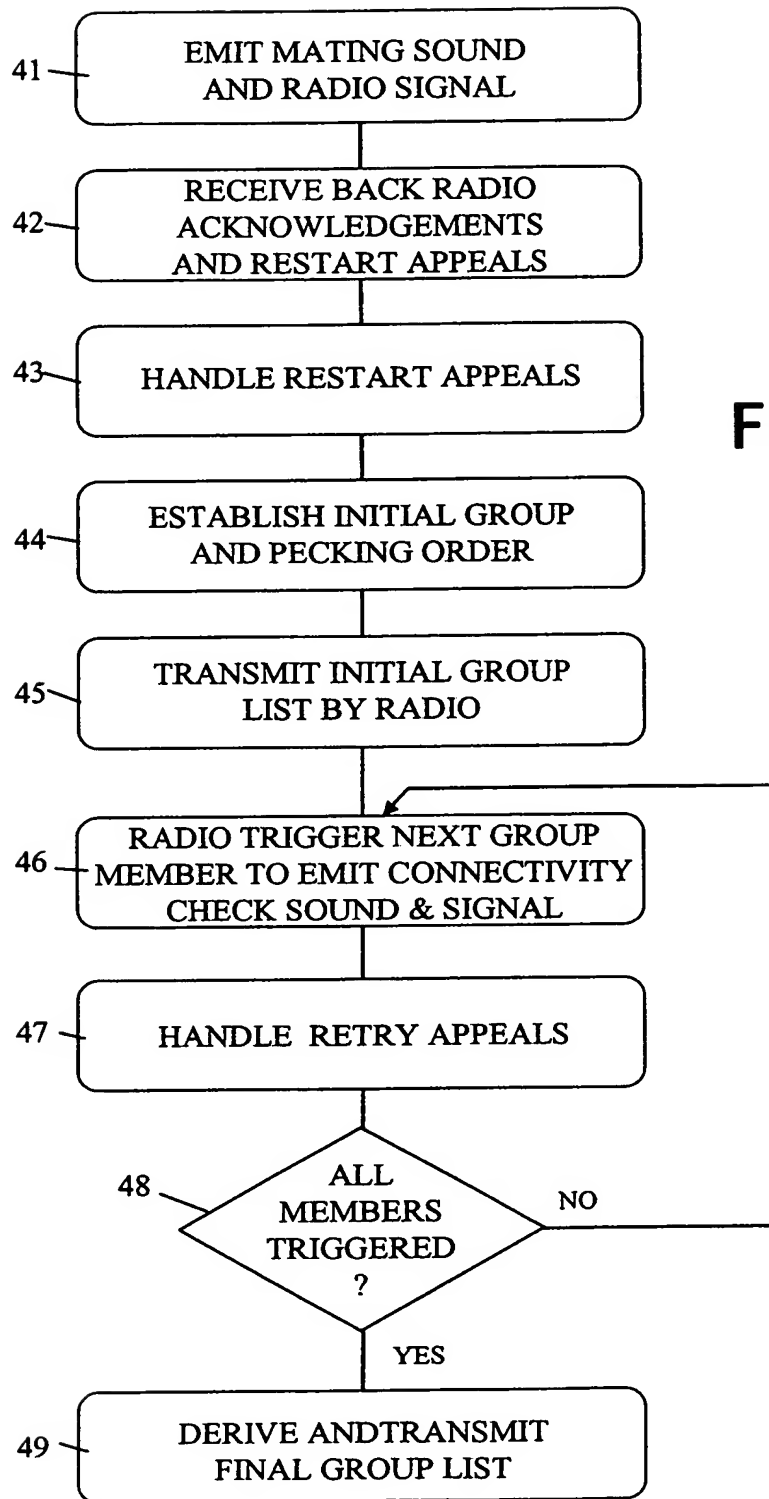 41
EMIT MATING SOUND
AND RADIO SIGNAL
42
RECEIVE BACK RADIO
ACKNOWLEDGEMENTS
AND RESTART APPEALS
43
HANDLE RESTART APPEALS
F
44
ESTABLISH INITIAL GROUP
AND PECKING ORDER
45
TRANSMIT INITIAL GROUP
LIST BY RADIO
46
RADIO TRIGGER NEXT GROUP
MEMBER TO EMIT CONNECTIVITY
CHECK SOUND & SIGNAL
47
HANDLE RETRY APPEALS
48
ALL
MEMBERS
TRIGGERED
?
NO
YES
49
DERIVE ANDTRANSMIT
FINAL GROUP LIST